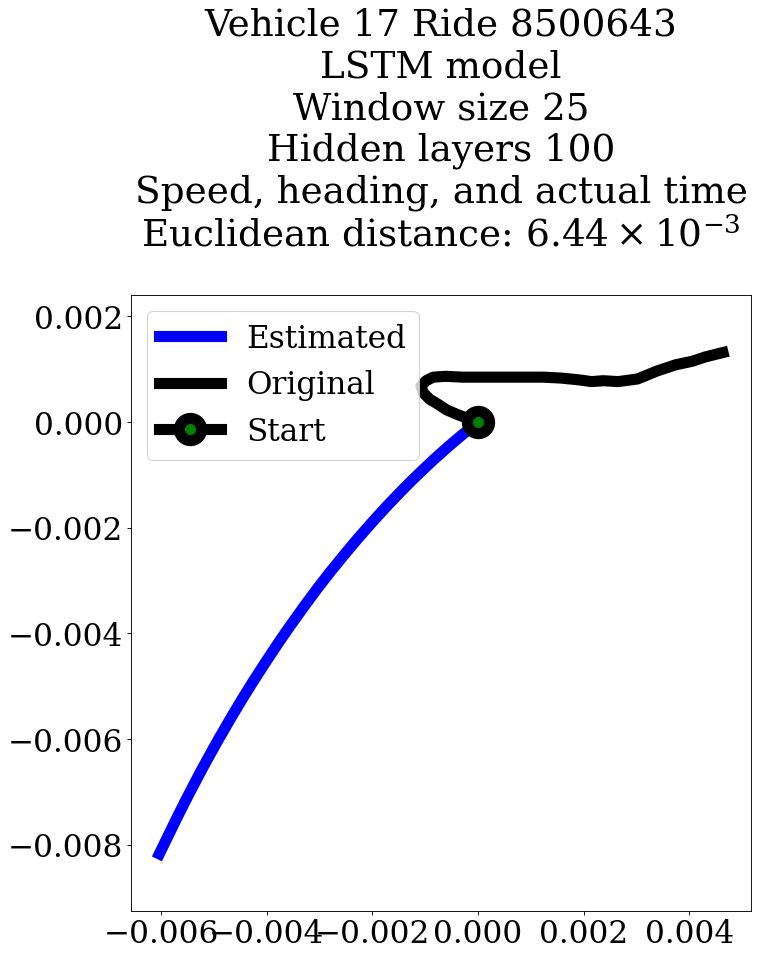 Vehicle 17 Ride 8500643
LSTM model
Window size 25
Hidden layers 100
Speed, heading, and actual time
Euclidean distance: 6.44 × 10⁻³
Estimated
Original
Start
0.002
0.000
−0.002
−0.004
−0.006
−0.008
−0.006 −0.004 −0.002 0.000 0.002 0.004